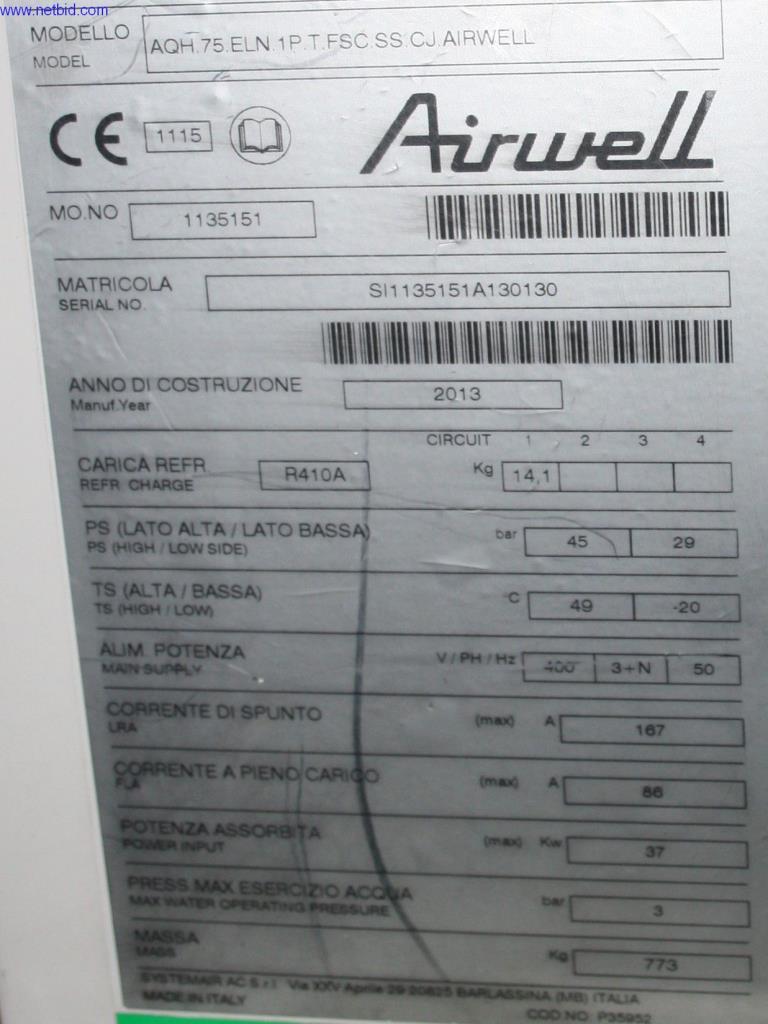 www.netbid.com
MODELLO
MODEL
AQH.75.ELN.1P.T.FSC.SS.CJ.AIRWELL
CE 1115 Airwell
MO.NO 1135151
MATRICOLA
SERIAL NO.
SI1135151A130130
ANNO DI COSTRUZIONE
Manuf.Year
2013
CIRCUIT 1 2 3 4
CARICA REFR.
REFR. CHARGE
R410A Kg 14,1
PS (LATO ALTA / LATO BASSA)
PS (HIGH / LOW SIDE)
bar 45 29
TS (ALTA / BASSA)
TS (HIGH / LOW)
°C 49 -20
ALIM. POTENZA
MAIN SUPPLY
V / PH / Hz 400 3+N 50
CORRENTE DI SPUNTO
LRA
(max) A 167
CORRENTE A PIENO CARICO
FLA
(max) A 86
POTENZA ASSORBITA
POWER INPUT
(max) Kw 37
PRESS.MAX ESERCIZIO ACQUA
MAX WATER OPERATING PRESSURE
bar 3
MASSA
MASS
Kg 773
SYSTEMAIR AC S.r.l. Via XXV Aprile 29 20825 BARLASSINA (MB) ITALIA
MADE IN ITALY
COD.NO. P35952